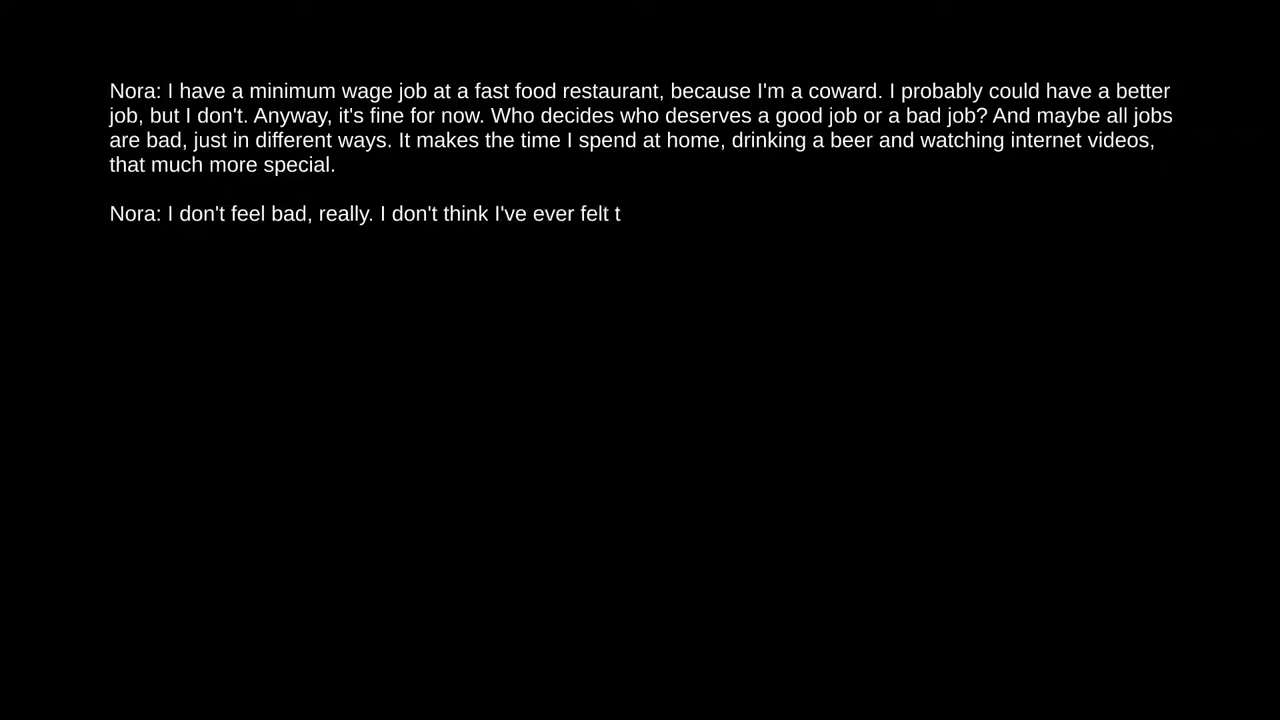 Nora: I have a minimum wage job at a fast food restaurant, because I'm a coward. I probably could have a better
job, but I don't. Anyway, it's fine for now. Who decides who deserves a good job or a bad job? And maybe all jobs
are bad, just in different ways. It makes the time I spend at home, drinking a beer and watching internet videos,
that much more special.
Nora: I don't feel bad, really. I don't think I've ever felt t